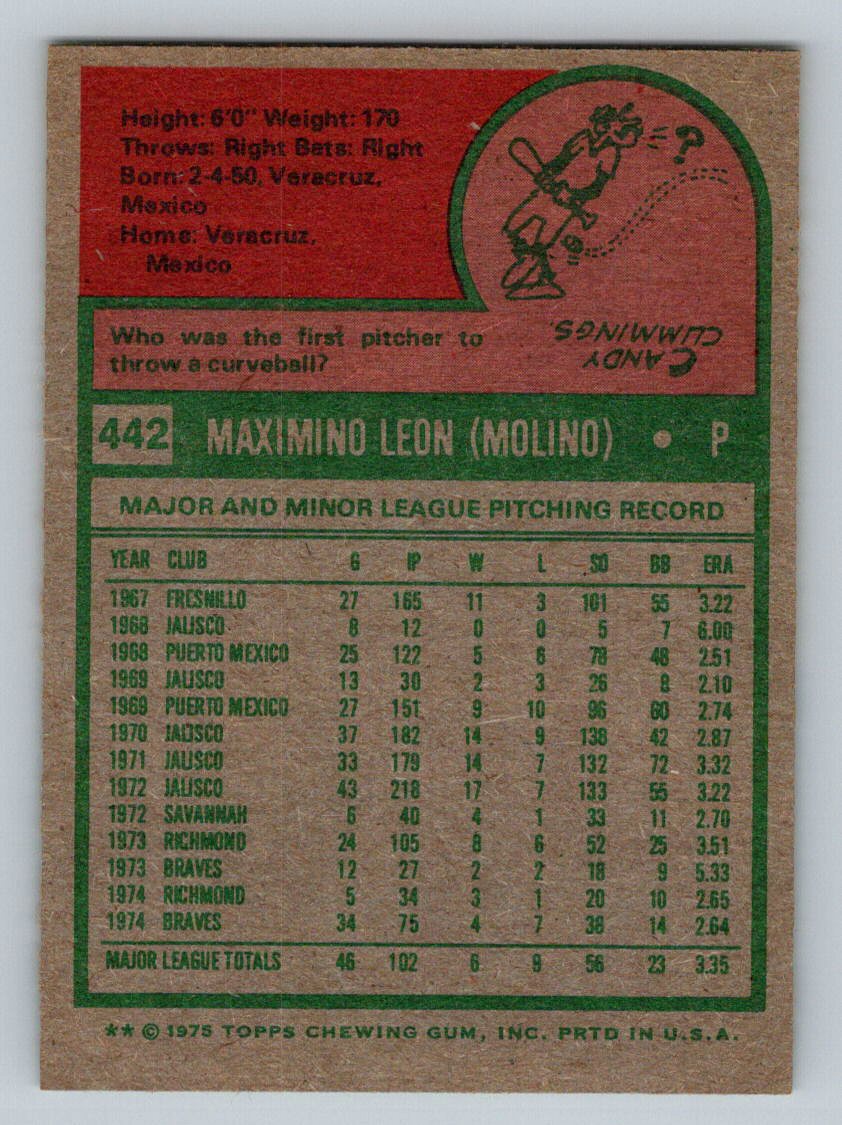 Height: 6'0" Weight: 170
Throws: Right Bats: Right
Born: 2-4-50, Veracruz,
Mexico
Home: Veracruz,
Mexico
?
Who was the first pitcher to
throw a curveball?
CANDY
CUMMINGS.
442 MAXIMINO LEON (MOLINO) • P
MAJOR AND MINOR LEAGUE PITCHING RECORD
YEAR CLUB G IP W L SO BB ERA
1967 FRESNILLO 27 165 11 3 101 55 3.22
1968 JALISCO 8 12 0 0 5 7 6.00
1968 PUERTO MEXICO 25 122 5 6 78 48 2.51
1969 JALISCO 13 30 2 3 26 8 2.10
1969 PUERTO MEXICO 27 151 9 10 96 60 2.74
1970 JALISCO 37 182 14 9 138 42 2.87
1971 JALISCO 33 179 14 7 132 72 3.32
1972 JALISCO 43 218 17 7 133 55 3.22
1972 SAVANNAH 6 40 4 1 33 11 2.70
1973 RICHMOND 24 105 8 6 52 25 3.51
1973 BRAVES 12 27 2 2 18 9 5.33
1974 RICHMOND 5 34 3 1 20 10 2.65
1974 BRAVES 34 75 4 7 38 14 2.64
MAJOR LEAGUE TOTALS 46 102 6 9 56 23 3.35
** © 1975 TOPPS CHEWING GUM, INC. PRTD IN U.S.A.